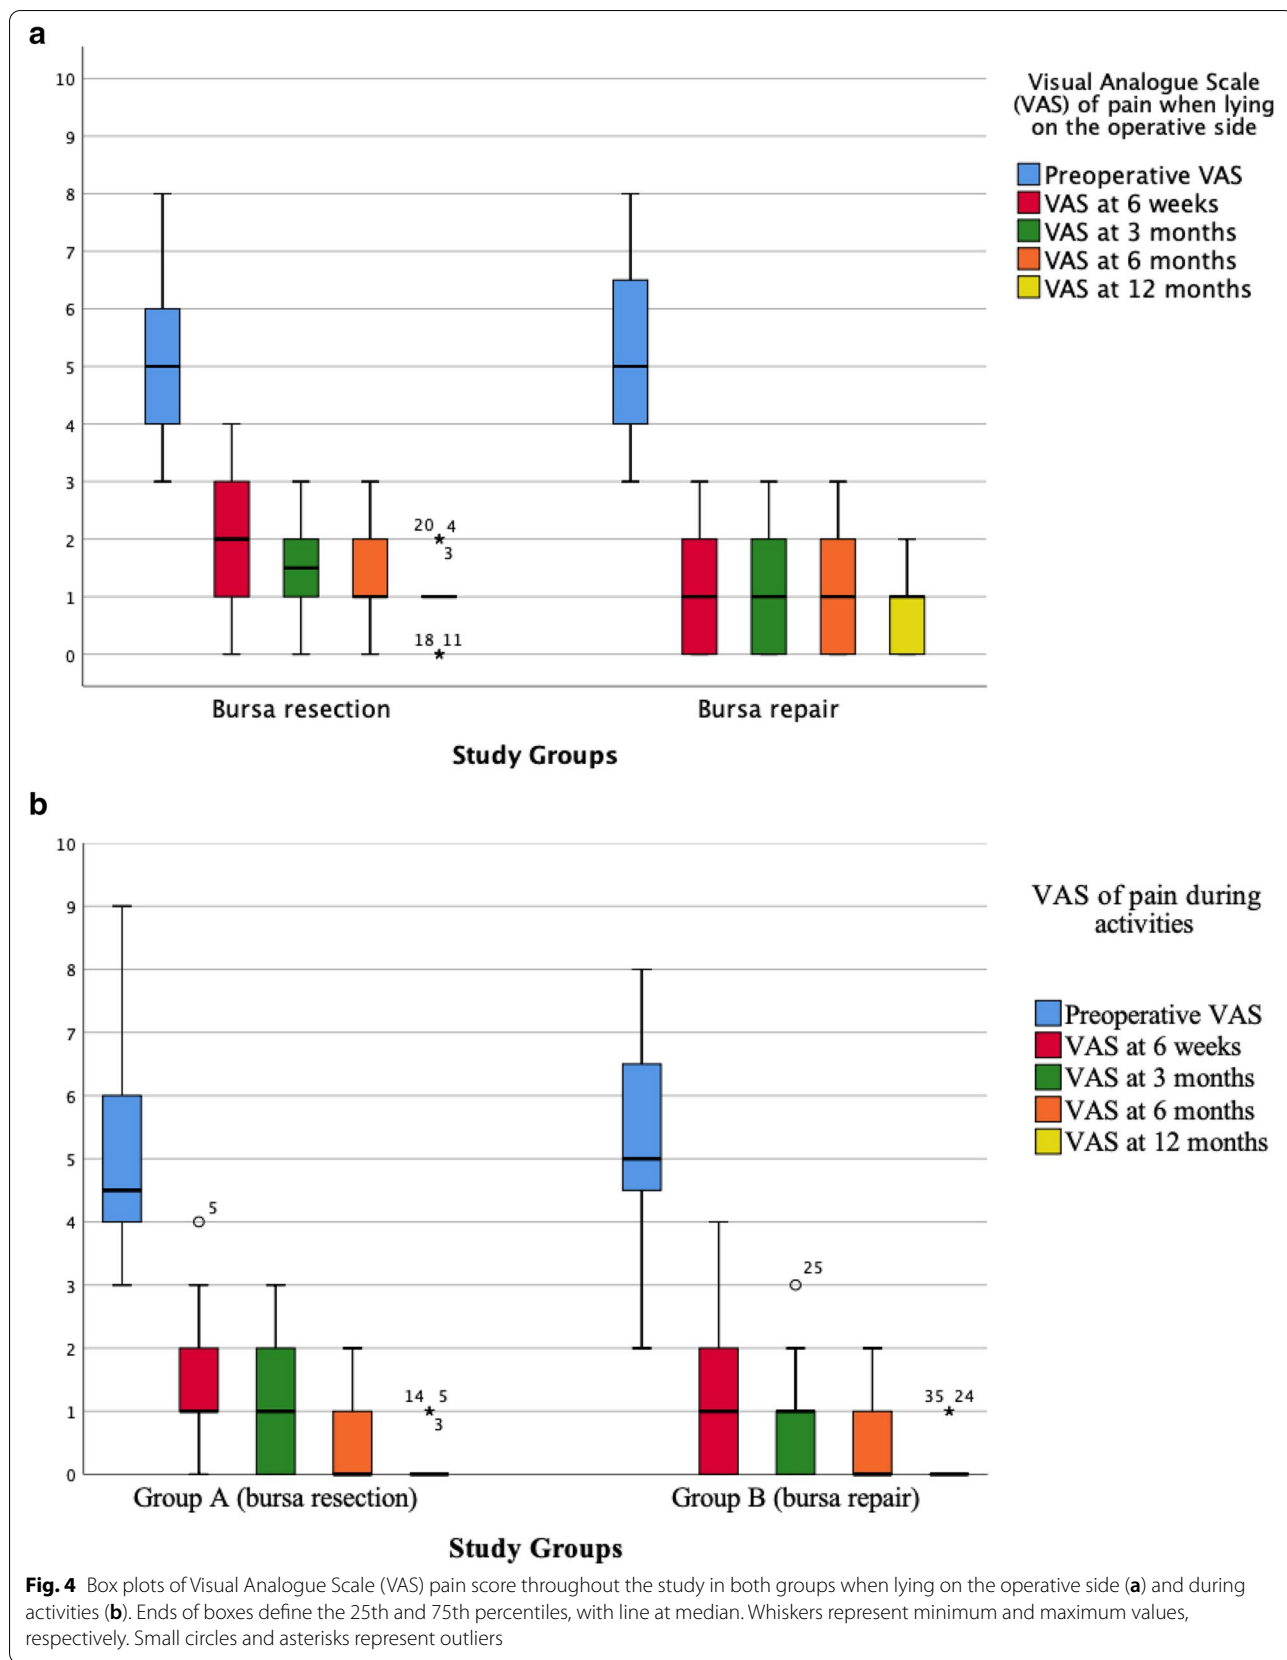 a
Visual Analogue Scale
(VAS) of pain when lying
on the operative side
Preoperative VAS
VAS at 6 weeks
VAS at 3 months
VAS at 6 months
VAS at 12 months
10
9
8
7
6
5
4
3
2
1
0
20 4
3
18 11
Bursa resection Bursa repair
Study Groups
b
VAS of pain during
activities
Preoperative VAS
VAS at 6 weeks
VAS at 3 months
VAS at 6 months
VAS at 12 months
10
9
8
7
6
5
4
3
2
1
0
5
25
14 5
3
35 24
Group A (bursa resection) Group B (bursa repair)
Study Groups
Fig. 4 Box plots of Visual Analogue Scale (VAS) pain score throughout the study in both groups when lying on the operative side (a) and during
activities (b). Ends of boxes define the 25th and 75th percentiles, with line at median. Whiskers represent minimum and maximum values,
respectively. Small circles and asterisks represent outliers